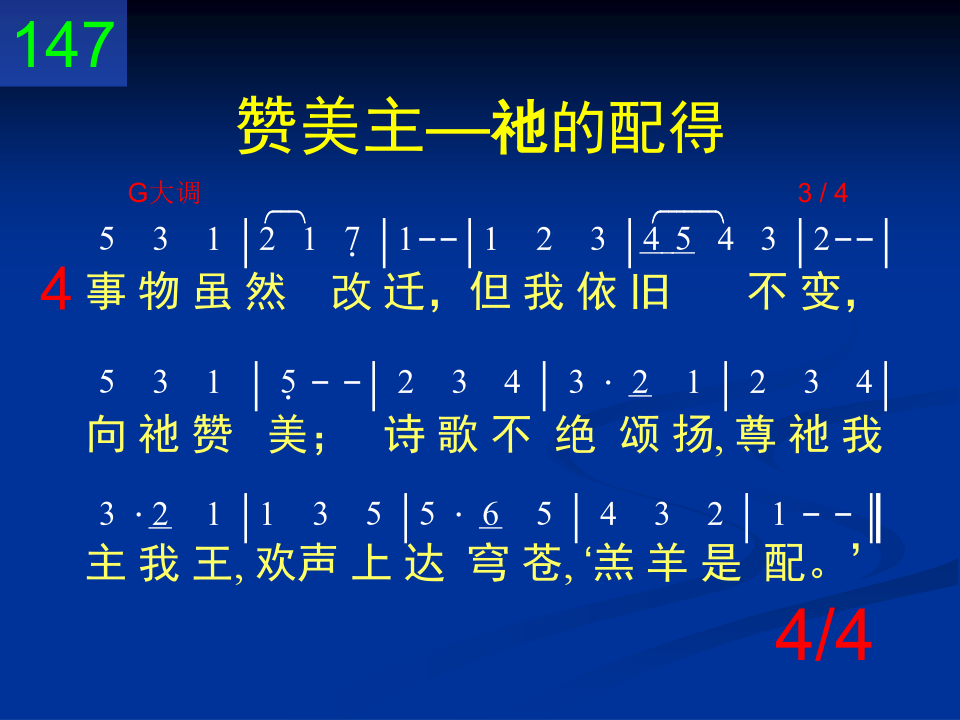 147
赞美主—祂的配得
G大调 3 / 4
5 3 1 | 2 1 7̣ | 1 – – | 1 2 3 | 4 5 4 3 | 2 – – |
4 事 物 虽 然 改 迁, 但 我 依 旧 不 变,
5 3 1 | 5̣ – – | 2 3 4 | 3 · 2 1 | 2 3 4 |
向 祂 赞 美; 诗 歌 不 绝 颂 扬, 尊 祂 我
3 · 2 1 | 1 3 5 | 5 · 6 5 | 4 3 2 | 1 – – ‖
主 我 王, 欢声 上 达 穹 苍, ‘羔 羊 是 配。’
4/4